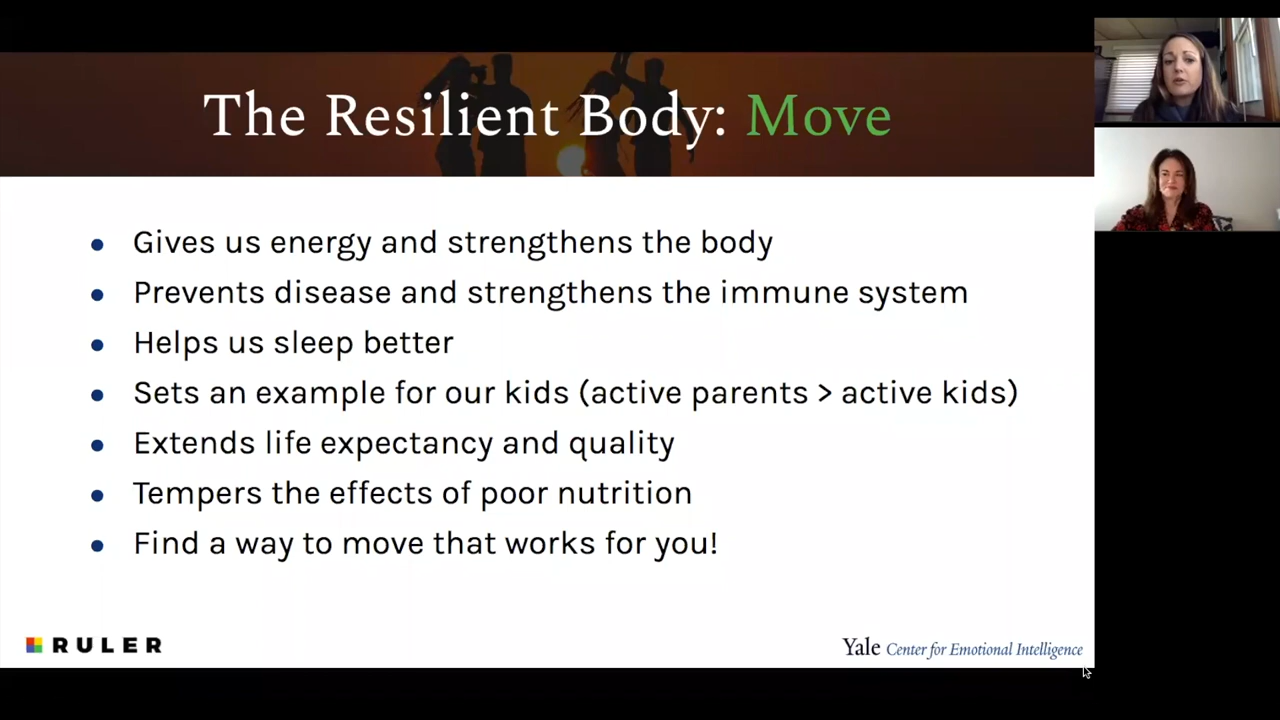 The Resilient Body: Move
● Gives us energy and strengthens the body
● Prevents disease and strengthens the immune system
● Helps us sleep better
● Sets an example for our kids (active parents > active kids)
● Extends life expectancy and quality
● Tempers the effects of poor nutrition
● Find a way to move that works for you!
RULER
Yale Center for Emotional Intelligence